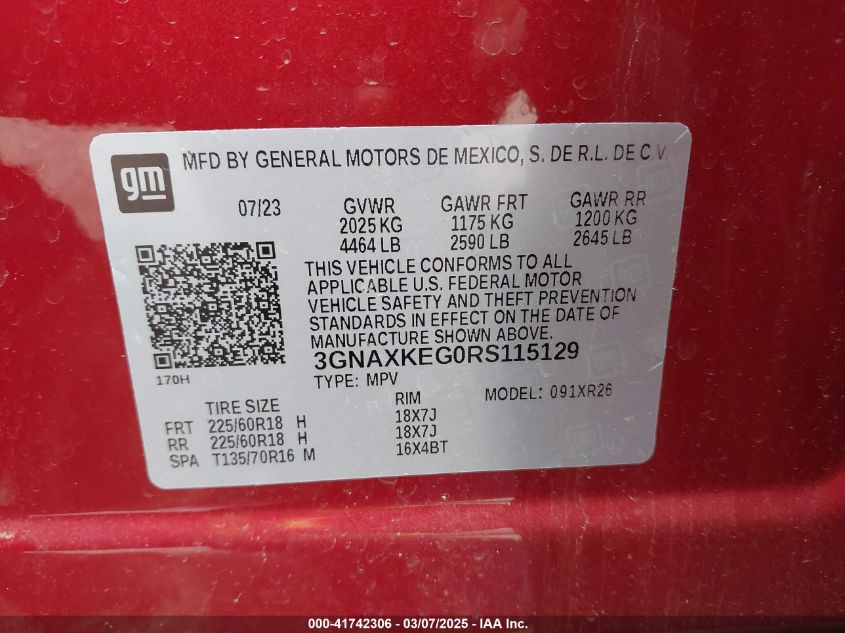 gm
MFD BY GENERAL MOTORS DE MEXICO, S. DE R.L. DE C.V.
07/23 GVWR GAWR FRT GAWR RR
2025 KG 1175 KG 1200 KG
4464 LB 2590 LB 2645 LB
THIS VEHICLE CONFORMS TO ALL
APPLICABLE U.S. FEDERAL MOTOR
VEHICLE SAFETY AND THEFT PREVENTION
STANDARDS IN EFFECT ON THE DATE OF
MANUFACTURE SHOWN ABOVE.
3GNAXKEG0RS115129
170H
TYPE: MPV MODEL: 091XR26
TIRE SIZE RIM
FRT 225/60R18 H 18X7J
RR 225/60R18 H 18X7J
SPA T135/70R16 M 16X4BT
000-41742306 - 03/07/2025 - IAA Inc.